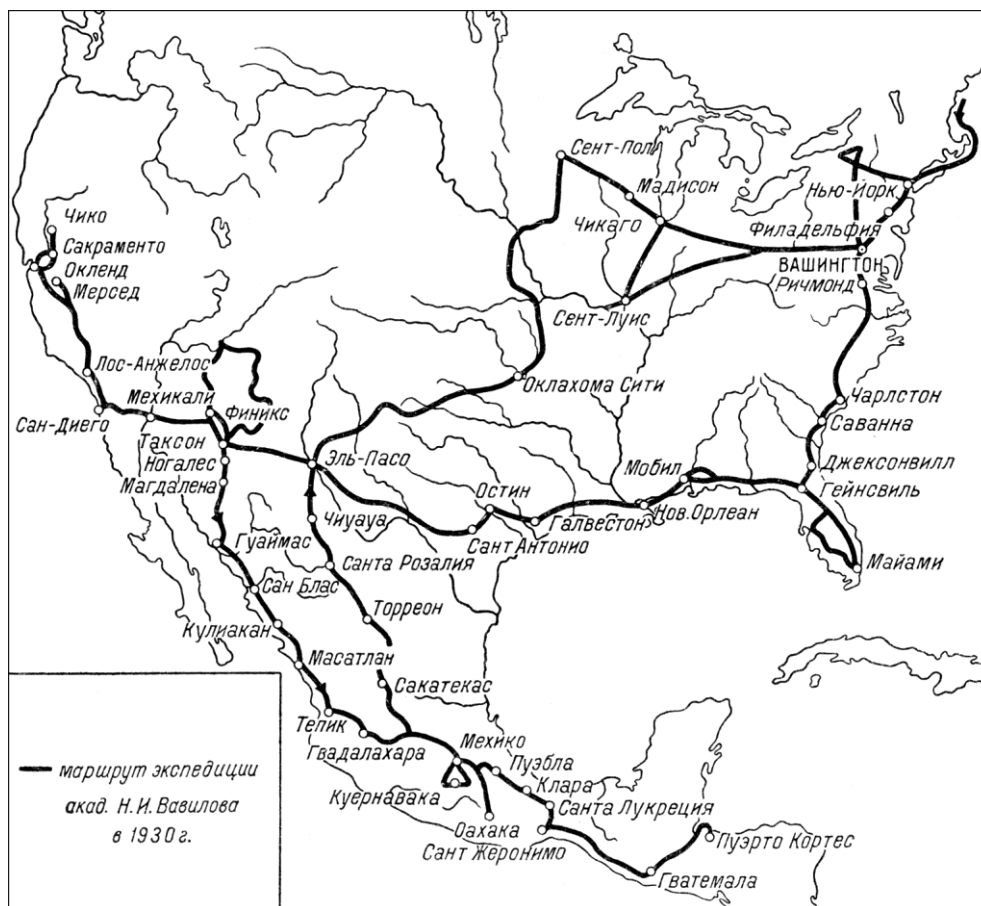 Сент-Пол
Мадисон
Нью-Йорк
Чико
Чикаго
Филадельфия
Сакраменто
ВАШИНГТОН
Окленд
Ричмонд
Мерсед
Сент-Луис
Лос-Анжелос
Оклахома Сити
Мехикали
Финикс
Чарлстон
Сан-Диего
Саванна
Таксон
Эль-Пасо
Ногалес
Мобил
Джексонвилл
Магдалена
Остин
Гейнсвиль
Чиуауа
Галвестон
Нов. Орлеан
Гуаймас
Сант Антонио
Санта Розалия
Майами
Сан Блас
Торреон
Кулиакан
Масатлан
Сакатекас
Тепик
Гвадалахара
Мехико
Пуэбла
Клара
Куернавака
Санта Лукреция
Оахака
Сант Жеронимо
Пуэрто Кортес
Гватемала
маршрут экспедиции
акад. Н.И. Вавилова
в 1930 г.